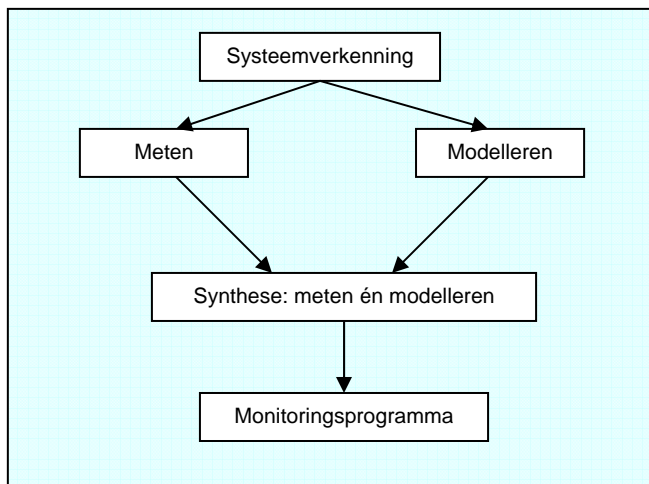 Systeemverkenning
Meten
Modelleren
Synthese: meten én modelleren
Monitoringsprogramma